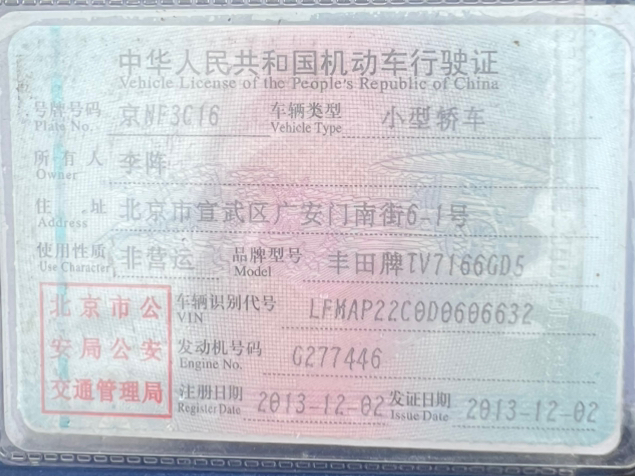 中华人民共和国机动车行驶证
Vehicle License of the People's Republic of China
号牌号码 京NF3C16 车辆类型 小型轿车
Plate No. Vehicle Type
所有人 李阵
Owner
住址 北京市宣武区广安门南街6-1号
Address
使用性质 非营运 品牌型号 丰田牌TV7166GD5
Use Character Model
北京市公安局公安交通管理局
车辆识别代号 LFMAP22C0D0606632
VIN
发动机号码 G277446
Engine No.
注册日期 2013-12-02 发证日期 2013-12-02
Register Date Issue Date